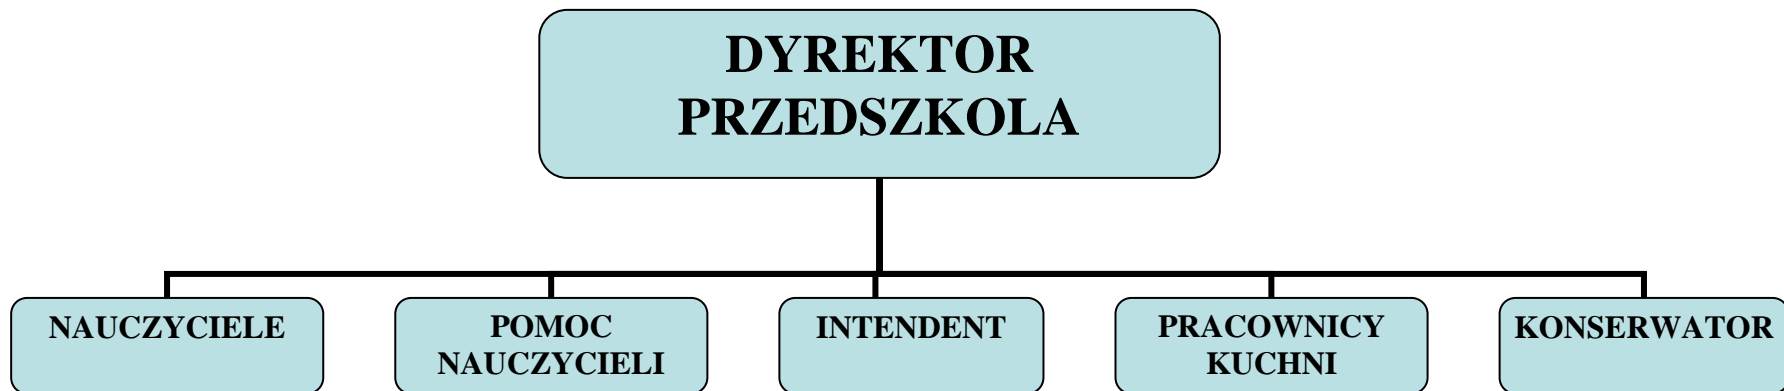 DYREKTOR
PRZEDSZKOLA
NAUCZYCIELE
POMOC
NAUCZYCIELI
INTENDENT
PRACOWNICY
KUCHNI
KONSERWATOR